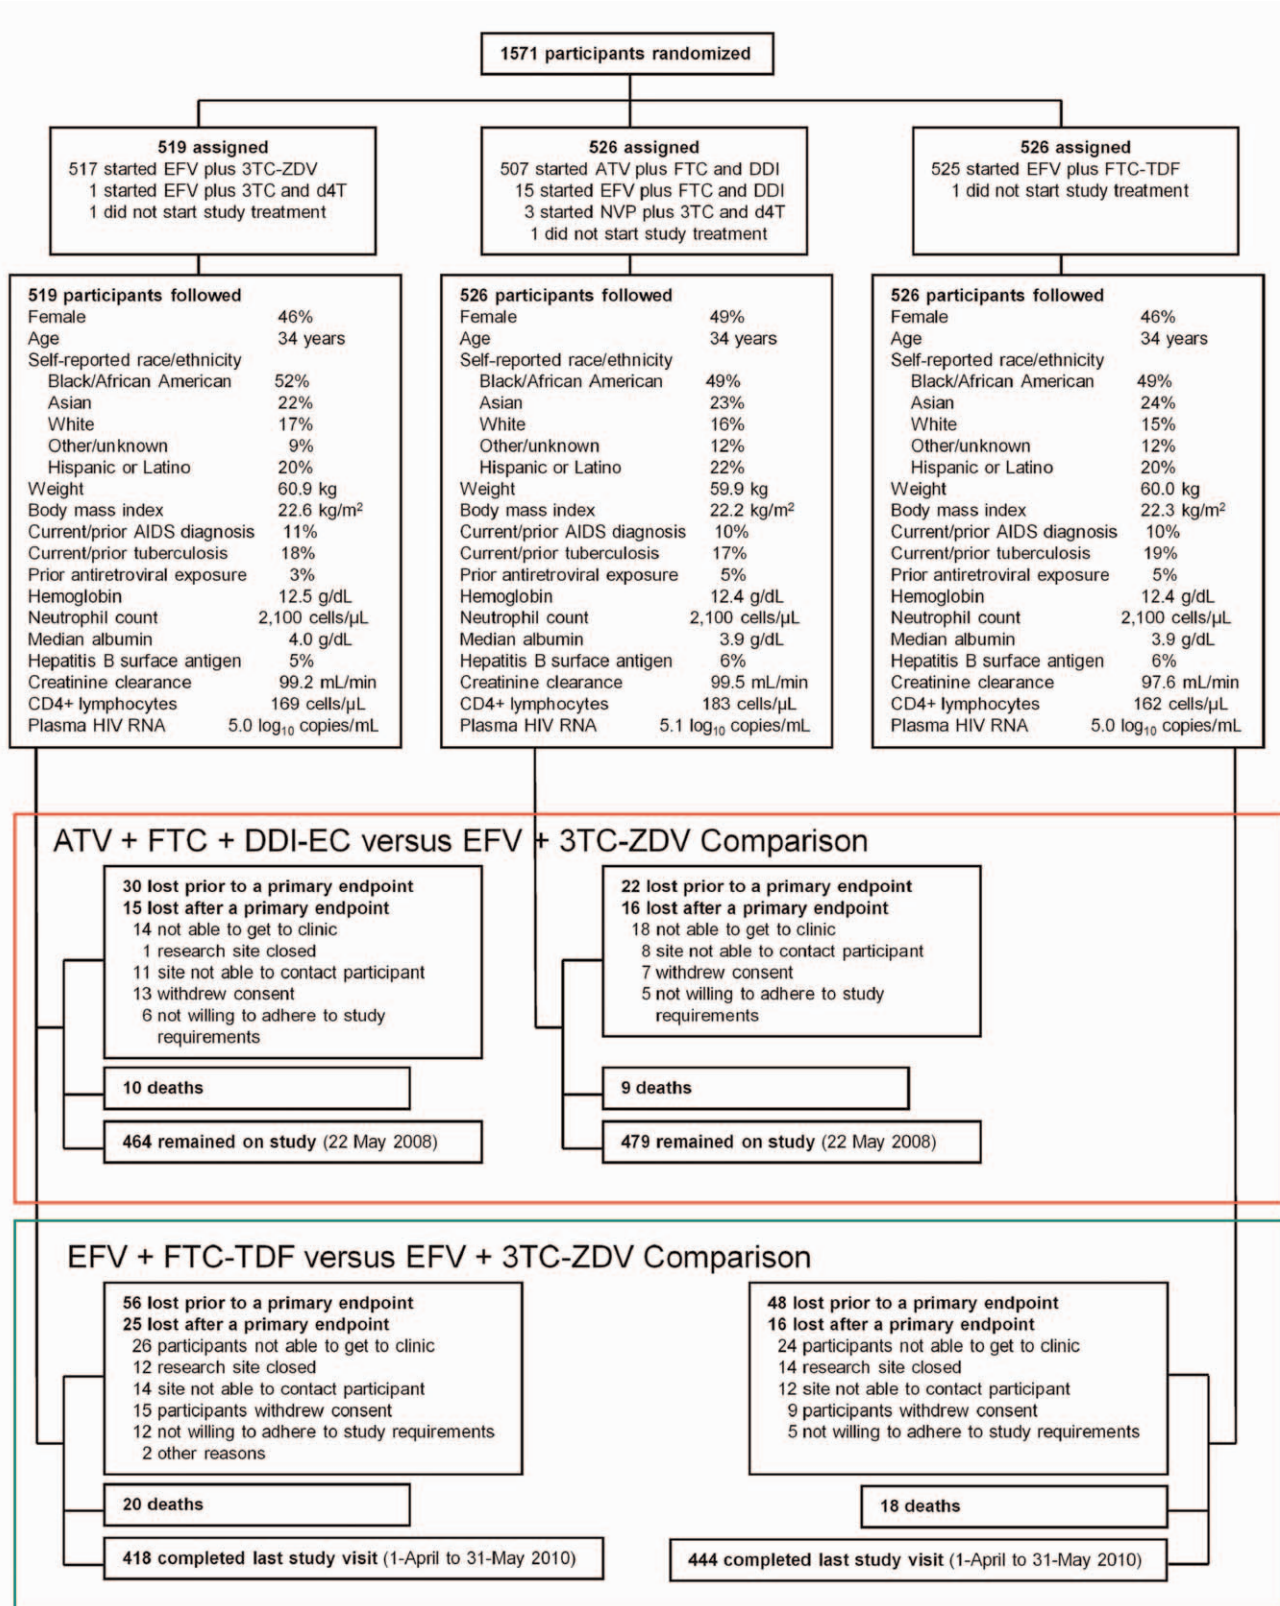 1571 participants randomized
519 assigned
517 started EFV plus 3TC-ZDV
1 started EFV plus 3TC and d4T
1 did not start study treatment
526 assigned
507 started ATV plus FTC and DDI
15 started EFV plus FTC and DDI
3 started NVP plus 3TC and d4T
1 did not start study treatment
526 assigned
525 started EFV plus FTC-TDF
1 did not start study treatment
519 participants followed
Female 46%
Age 34 years
Self-reported race/ethnicity
Black/African American 52%
Asian 22%
White 17%
Other/unknown 9%
Hispanic or Latino 20%
Weight 60.9 kg
Body mass index 22.6 kg/m²
Current/prior AIDS diagnosis 11%
Current/prior tuberculosis 18%
Prior antiretroviral exposure 3%
Hemoglobin 12.5 g/dL
Neutrophil count 2,100 cells/µL
Median albumin 4.0 g/dL
Hepatitis B surface antigen 5%
Creatinine clearance 99.2 mL/min
CD4+ lymphocytes 169 cells/µL
Plasma HIV RNA 5.0 log₁₀ copies/mL
526 participants followed
Female 49%
Age 34 years
Self-reported race/ethnicity
Black/African American 49%
Asian 23%
White 16%
Other/unknown 12%
Hispanic or Latino 22%
Weight 59.9 kg
Body mass index 22.2 kg/m²
Current/prior AIDS diagnosis 10%
Current/prior tuberculosis 17%
Prior antiretroviral exposure 5%
Hemoglobin 12.4 g/dL
Neutrophil count 2,100 cells/µL
Median albumin 3.9 g/dL
Hepatitis B surface antigen 6%
Creatinine clearance 99.5 mL/min
CD4+ lymphocytes 183 cells/µL
Plasma HIV RNA 5.1 log₁₀ copies/mL
526 participants followed
Female 46%
Age 34 years
Self-reported race/ethnicity
Black/African American 49%
Asian 24%
White 15%
Other/unknown 12%
Hispanic or Latino 20%
Weight 60.0 kg
Body mass index 22.3 kg/m²
Current/prior AIDS diagnosis 10%
Current/prior tuberculosis 19%
Prior antiretroviral exposure 5%
Hemoglobin 12.4 g/dL
Neutrophil count 2,100 cells/µL
Median albumin 3.9 g/dL
Hepatitis B surface antigen 6%
Creatinine clearance 97.6 mL/min
CD4+ lymphocytes 162 cells/µL
Plasma HIV RNA 5.0 log₁₀ copies/mL
ATV + FTC + DDI-EC versus EFV + 3TC-ZDV Comparison
30 lost prior to a primary endpoint
15 lost after a primary endpoint
14 not able to get to clinic
1 research site closed
11 site not able to contact participant
13 withdrew consent
6 not willing to adhere to study
requirements
10 deaths
464 remained on study (22 May 2008)
22 lost prior to a primary endpoint
16 lost after a primary endpoint
18 not able to get to clinic
8 site not able to contact participant
7 withdrew consent
5 not willing to adhere to study
requirements
9 deaths
479 remained on study (22 May 2008)
EFV + FTC-TDF versus EFV + 3TC-ZDV Comparison
56 lost prior to a primary endpoint
25 lost after a primary endpoint
26 participants not able to get to clinic
12 research site closed
14 site not able to contact participant
15 participants withdrew consent
12 not willing to adhere to study requirements
2 other reasons
20 deaths
418 completed last study visit (1-April to 31-May 2010)
48 lost prior to a primary endpoint
16 lost after a primary endpoint
24 participants not able to get to clinic
14 research site closed
12 site not able to contact participant
9 participants withdrew consent
5 not willing to adhere to study requirements
18 deaths
444 completed last study visit (1-April to 31-May 2010)